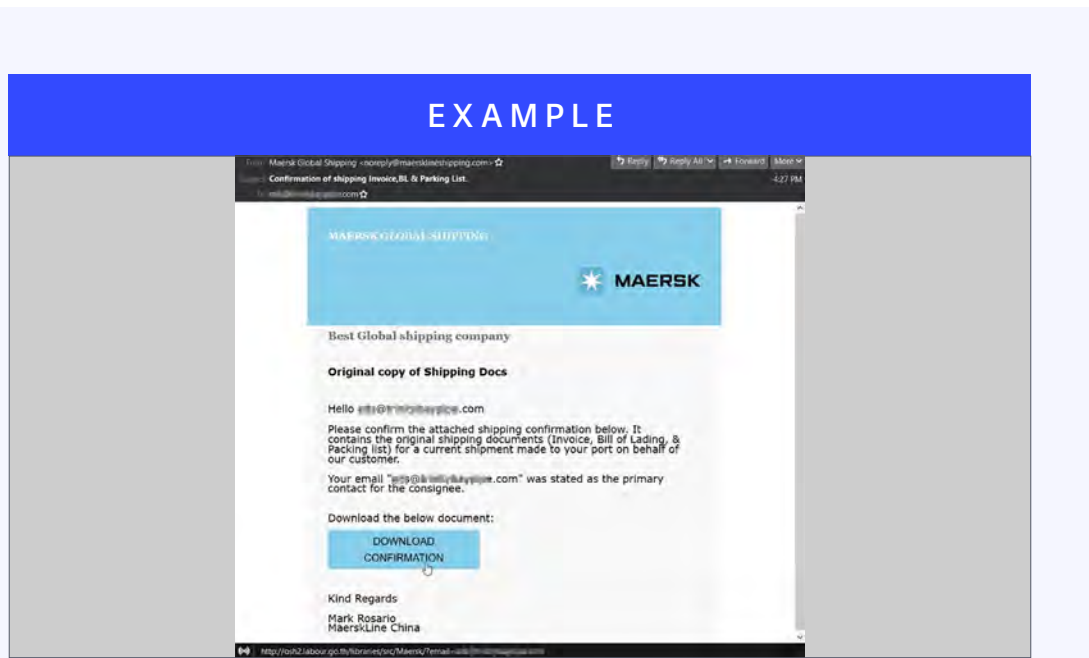 EXAMPLE
From Maersk Global Shipping <noreply@maersklineshipping.com>
Reply Reply All Forward More
Subject Confirmation of shipping Invoice,BL & Parking List.
4:27 PM
To .com
MAERSK GLOBAL SHIPPING
MAERSK
Best Global shipping company
Original copy of Shipping Docs
Hello .com
Please confirm the attached shipping confirmation below. It
contains the original shipping documents (Invoice, Bill of Lading, &
Packing list) for a current shipment made to your port on behalf of
our customer.
Your email ".com" was stated as the primary
contact for the consignee.
Download the below document:
DOWNLOAD
CONFIRMATION
Kind Regards
Mark Rosario
MaerskLine China
http://osh2.labour.go.th/libraries/src/Maersk/?email=